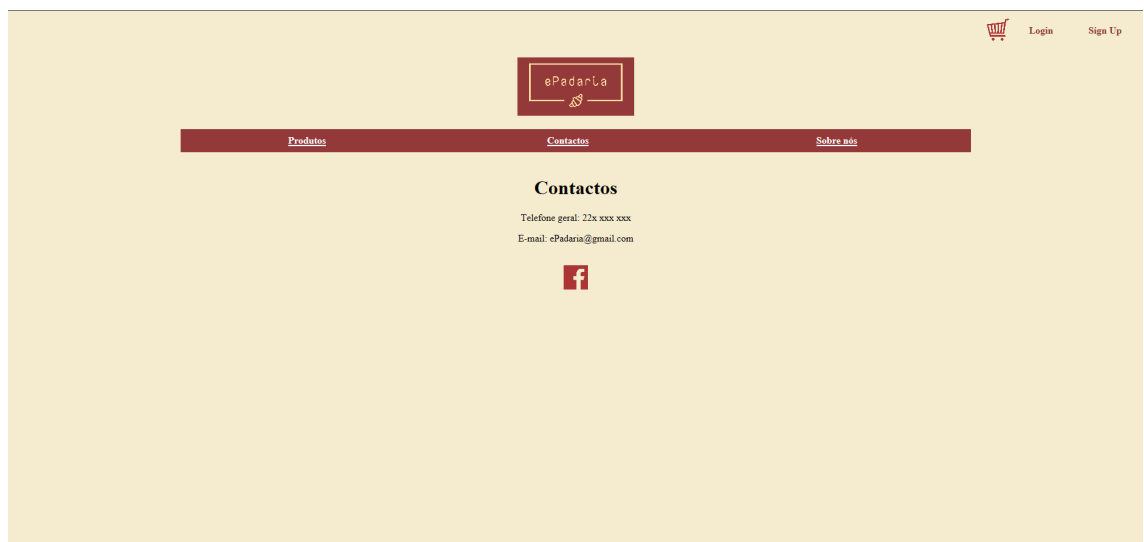 Login Sign Up
ePadaria
Produtos Contactos Sobre nós
Contactos
Telefone geral: 22x xxx xxx
E-mail: ePadaria@gmail.com